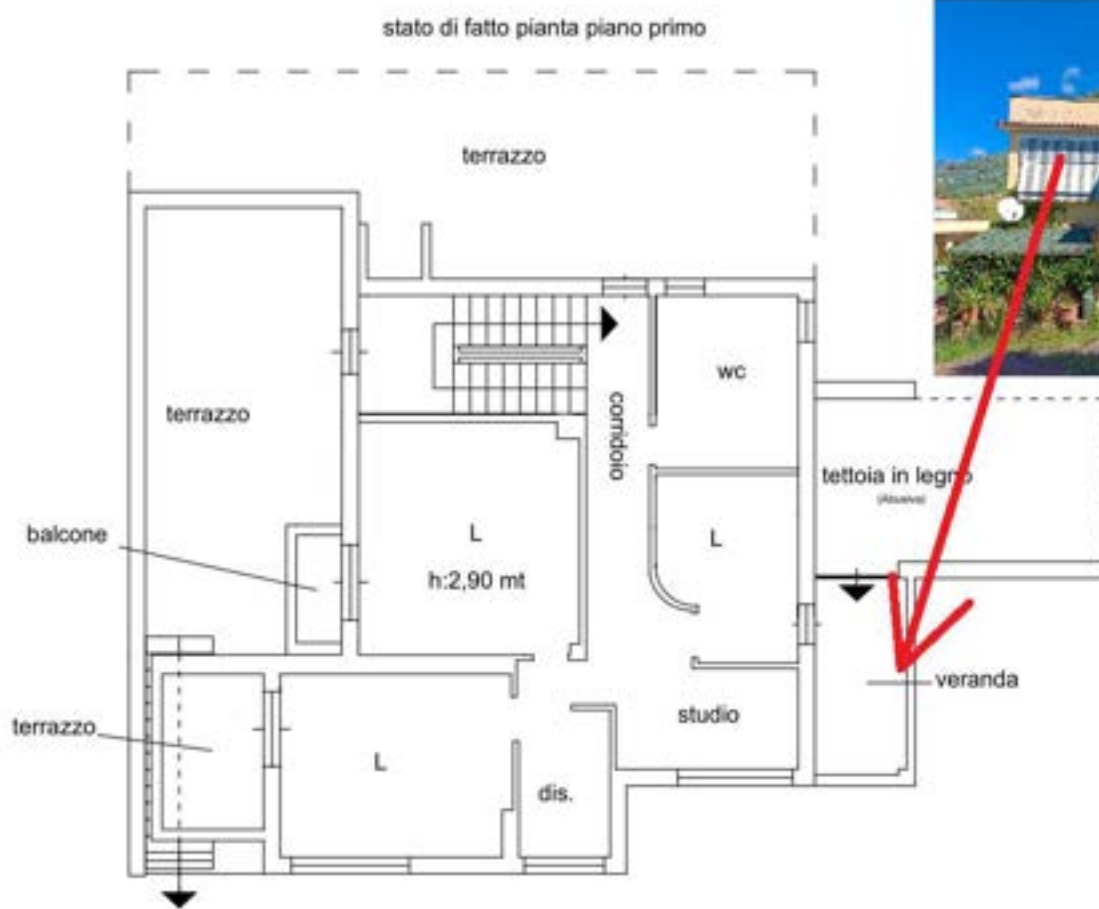 stato di fatto pianta piano primo
terrazzo
wc
terrazzo
corridoio
tettoia in legno
(Abusiva)
balcone
L
h:2,90 mt
L
veranda
studio
terrazzo
L
dis.